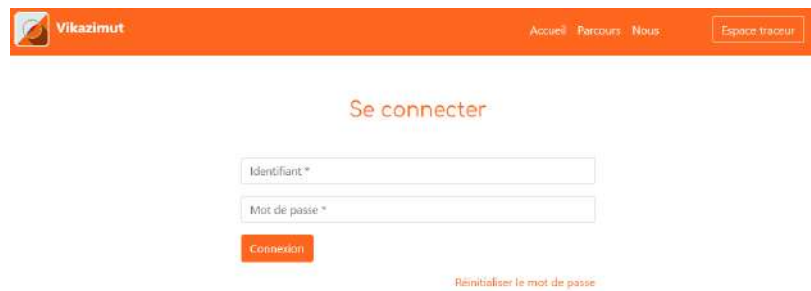 Vikazimut
Accueil Parcours Nous
Espace traceur
Se connecter
Identifiant *
Mot de passe *
Connexion
Réinitialiser le mot de passe